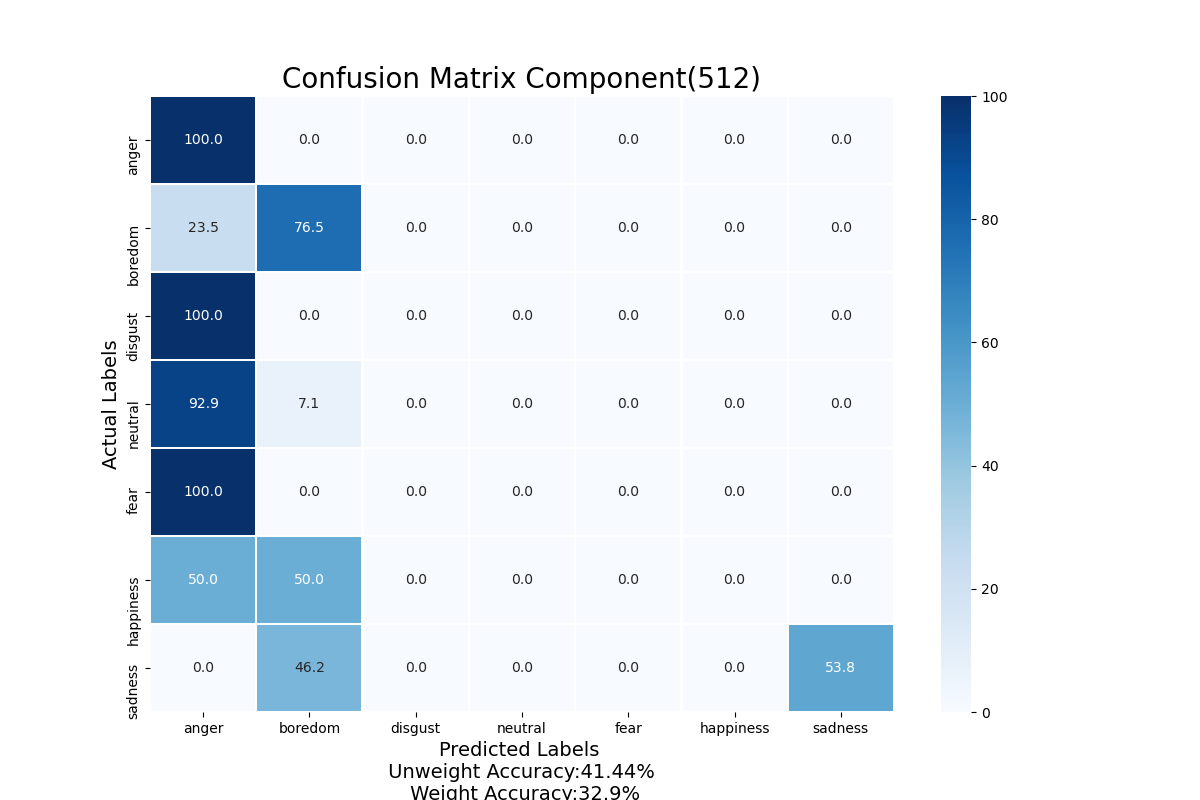 Confusion Matrix Component(512)
anger 100.0 0.0 0.0 0.0 0.0 0.0 0.0
boredom 23.5 76.5 0.0 0.0 0.0 0.0 0.0
disgust 100.0 0.0 0.0 0.0 0.0 0.0 0.0
neutral 92.9 7.1 0.0 0.0 0.0 0.0 0.0
fear 100.0 0.0 0.0 0.0 0.0 0.0 0.0
happiness 50.0 50.0 0.0 0.0 0.0 0.0 0.0
sadness 0.0 46.2 0.0 0.0 0.0 0.0 53.8
Actual Labels
anger boredom disgust neutral fear happiness sadness
Predicted Labels
Unweight Accuracy:41.44%
Weight Accuracy:32.9%
100
80
60
40
20
0